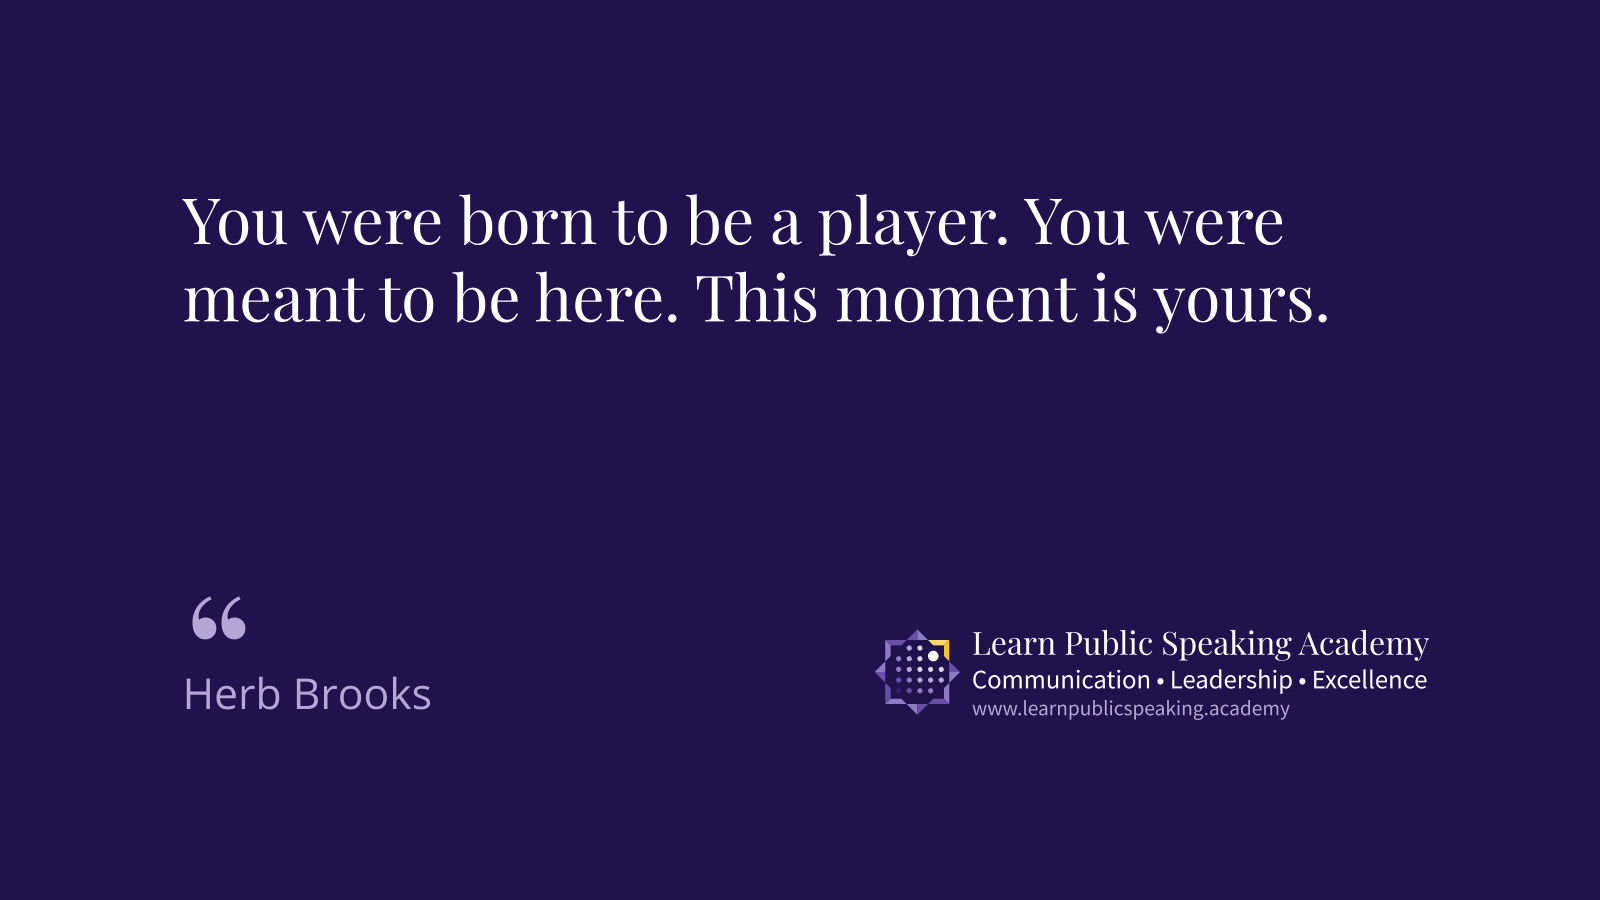 You were born to be a player. You were
meant to be here. This moment is yours.
“
Herb Brooks
Learn Public Speaking Academy
Communication • Leadership • Excellence
www.learnpublicspeaking.academy